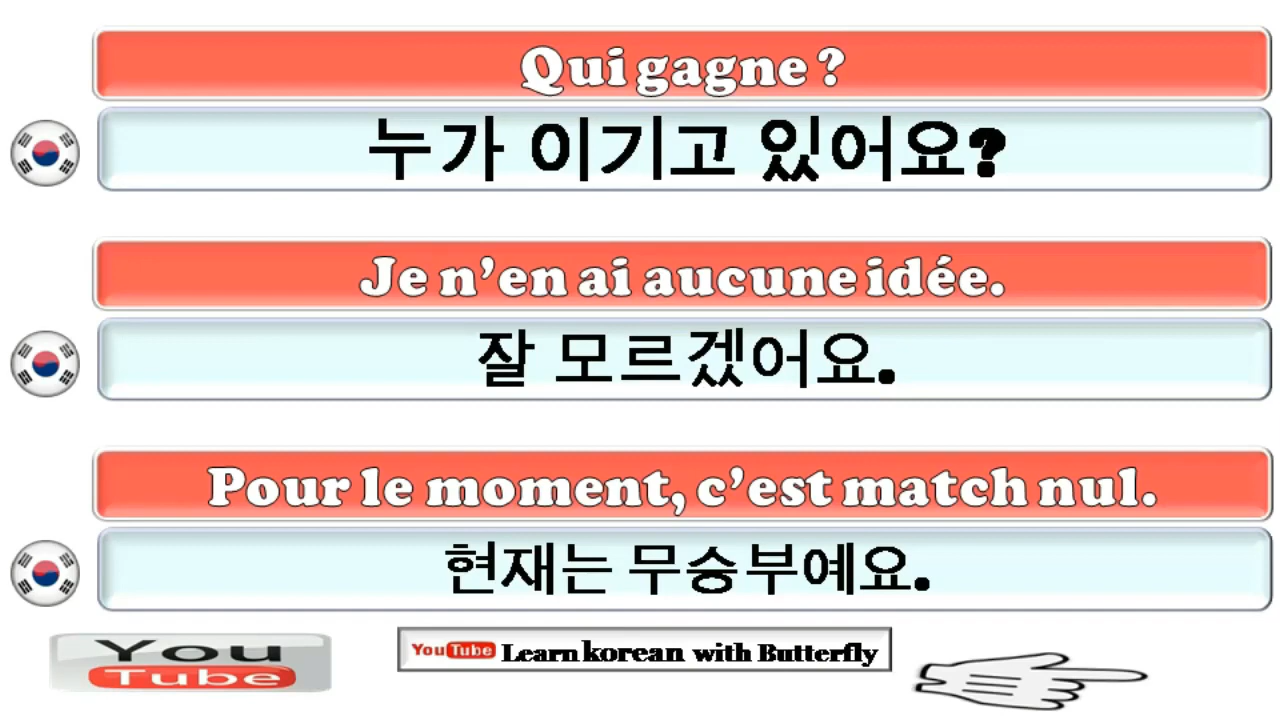 Qui gagne ?
누가 이기고 있어요?
Je n’en ai aucune idée.
잘 모르겠어요.
Pour le moment, c’est match nul.
현재는 무승부예요.
You
Tube
YouTube Learn korean with Butterfly